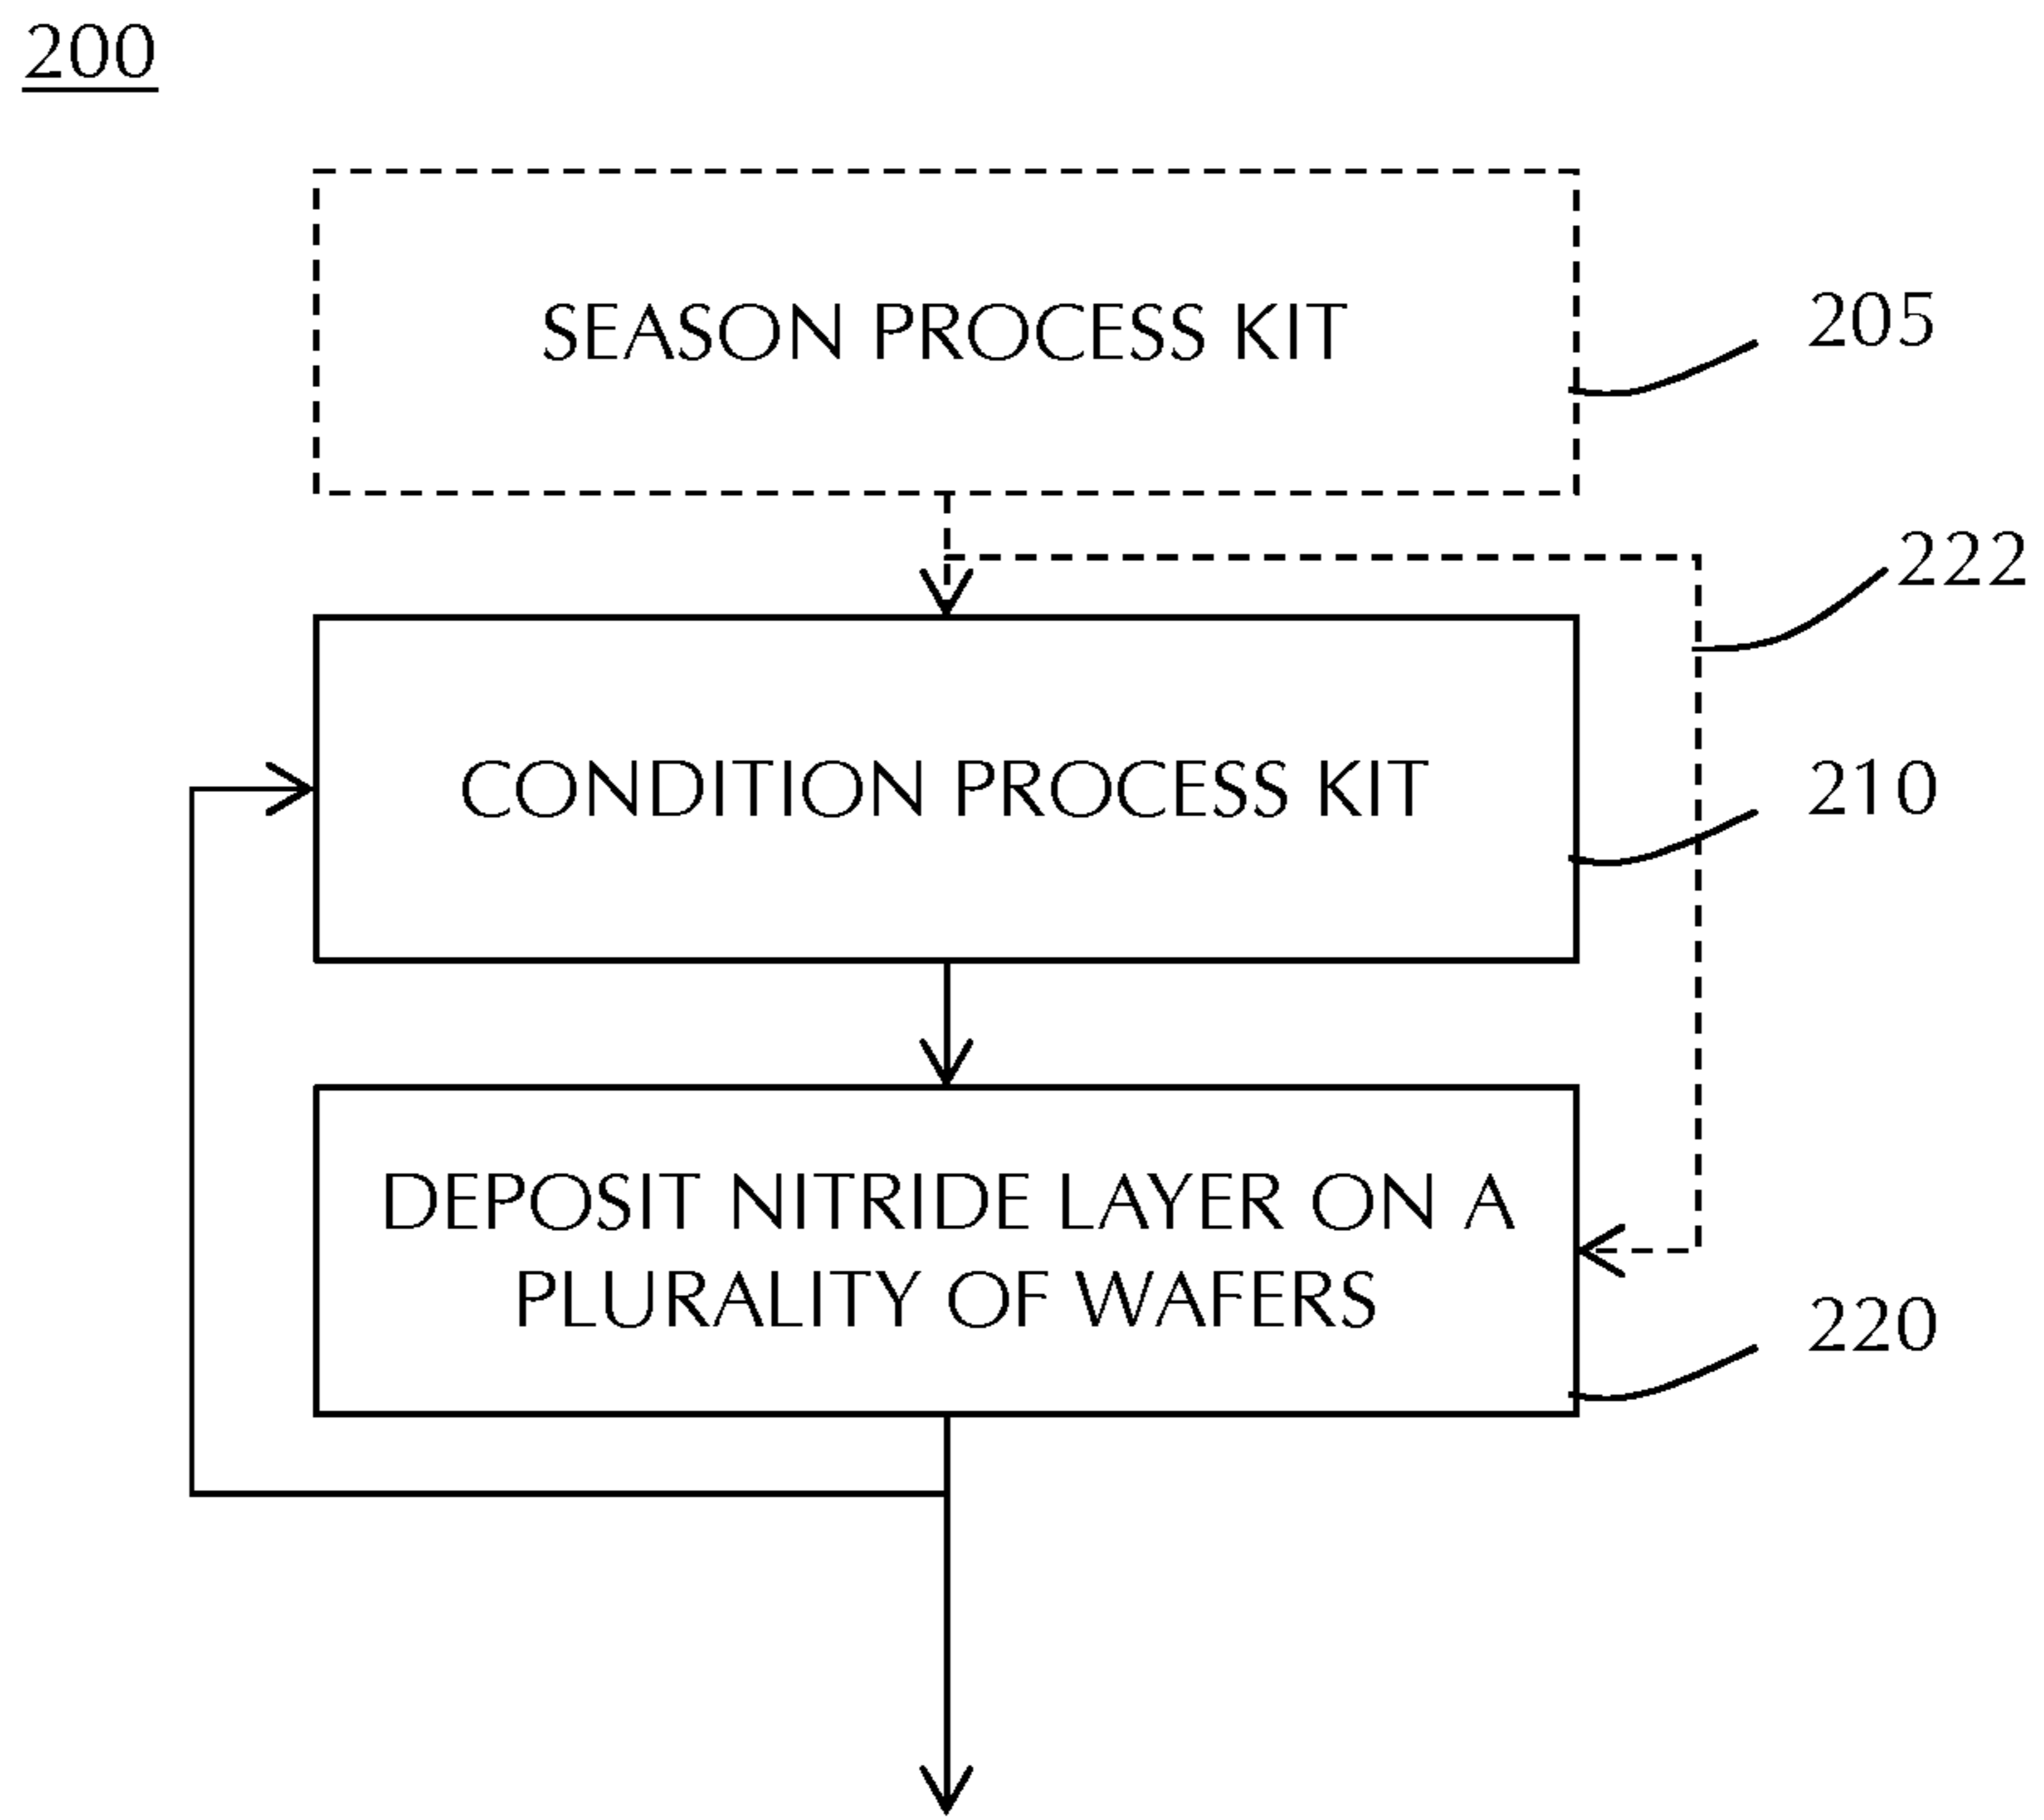 200
SEASON PROCESS KIT
205
222
CONDITION PROCESS KIT
210
DEPOSIT NITRIDE LAYER ON A
PLURALITY OF WAFERS
220